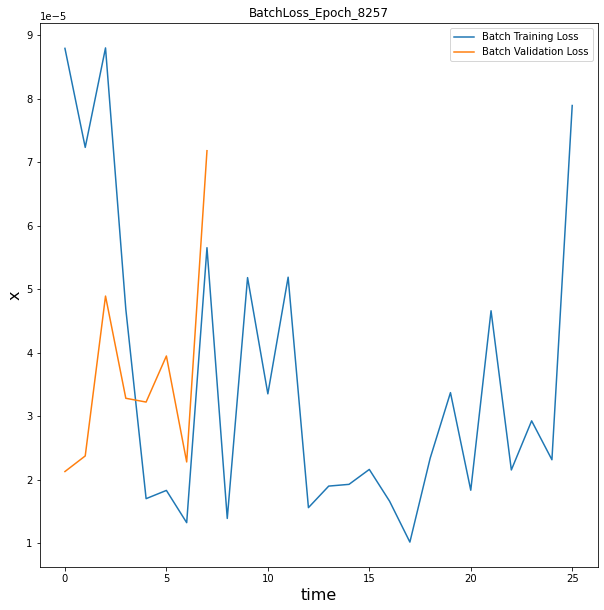 BatchLoss_Epoch_8257
1e−5
Batch Training Loss
Batch Validation Loss
9
8
7
6
5
4
3
2
1
x
0 5 10 15 20 25
time